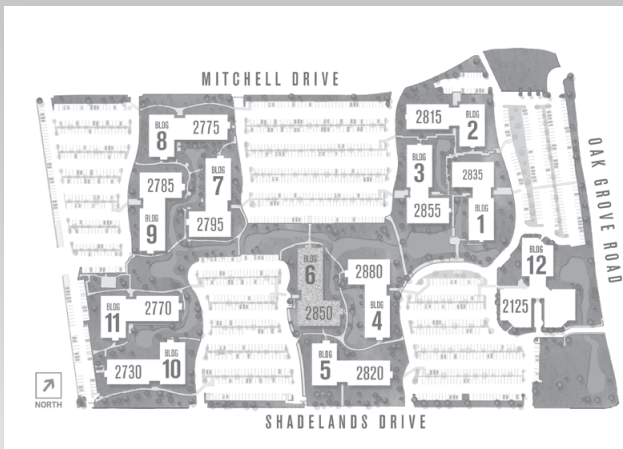 MITCHELL DRIVE
BLDG
8
2775
2815
BLDG
2
BLDG
3
2835
2785
BLDG
7
BLDG
9
2795
2855
BLDG
1
OAK GROVE ROAD
BLDG
6
2880
BLDG
12
BLDG
11
2770
2850
BLDG
4
2125
2730
BLDG
10
BLDG
5
2820
NORTH
SHADELANDS DRIVE